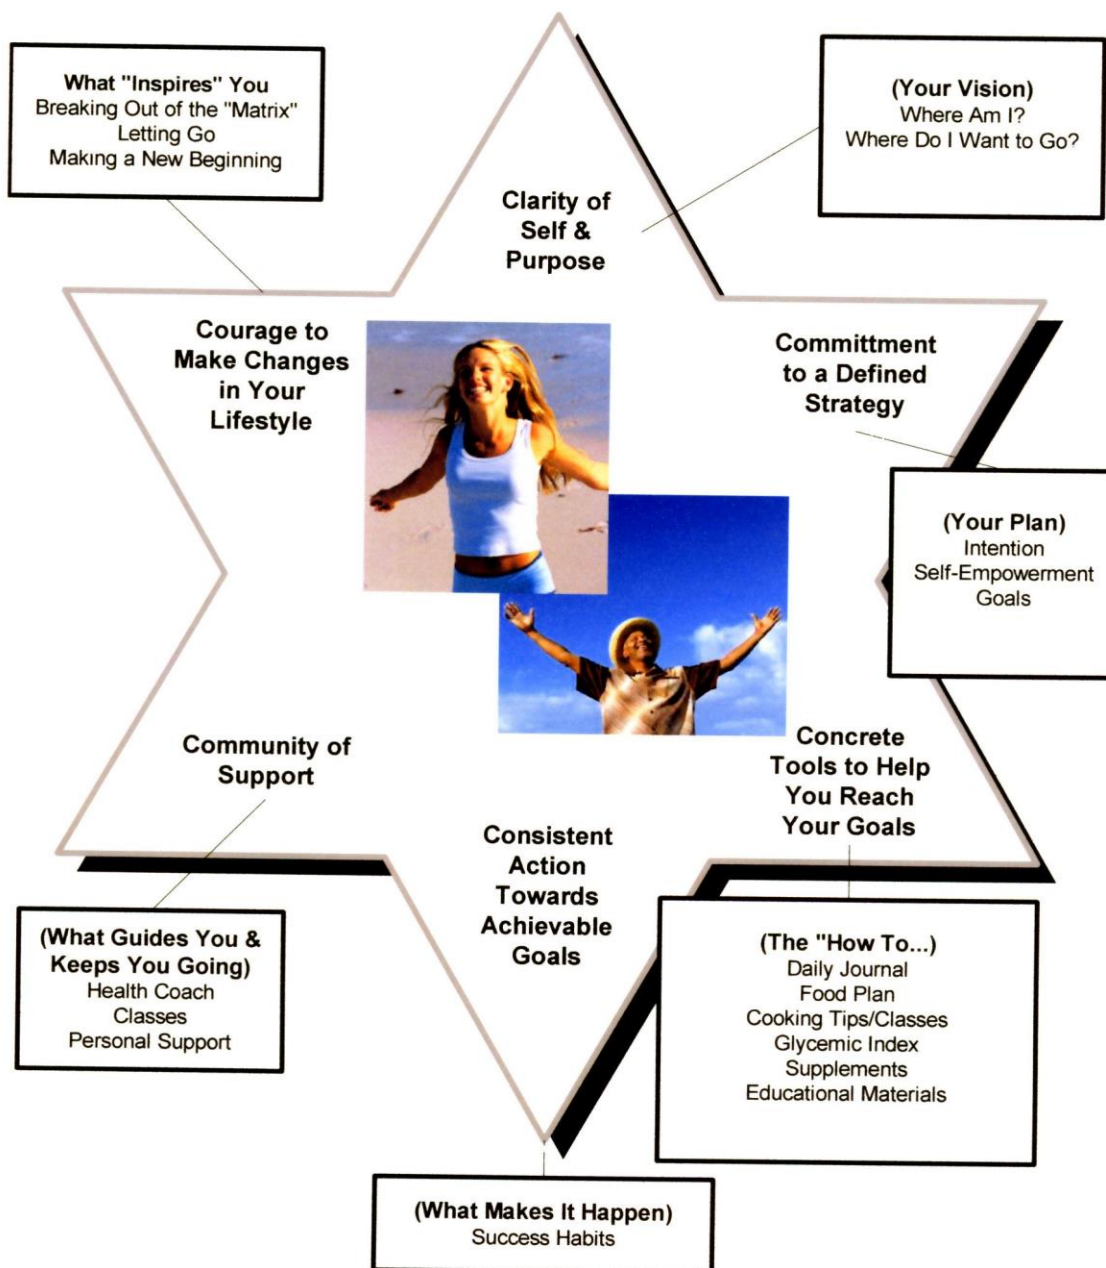 What "Inspires" You
Breaking Out of the "Matrix"
Letting Go
Making a New Beginning
(Your Vision)
Where Am I?
Where Do I Want to Go?
Clarity of
Self &
Purpose
Courage to
Make Changes
in Your
Lifestyle
Committment
to a Defined
Strategy
(Your Plan)
Intention
Self-Empowerment
Goals
Community of
Support
Concrete
Tools to Help
You Reach
Your Goals
Consistent
Action
Towards
Achievable
Goals
(What Guides You &
Keeps You Going)
Health Coach
Classes
Personal Support
(The "How To...)
Daily Journal
Food Plan
Cooking Tips/Classes
Glycemic Index
Supplements
Educational Materials
(What Makes It Happen)
Success Habits